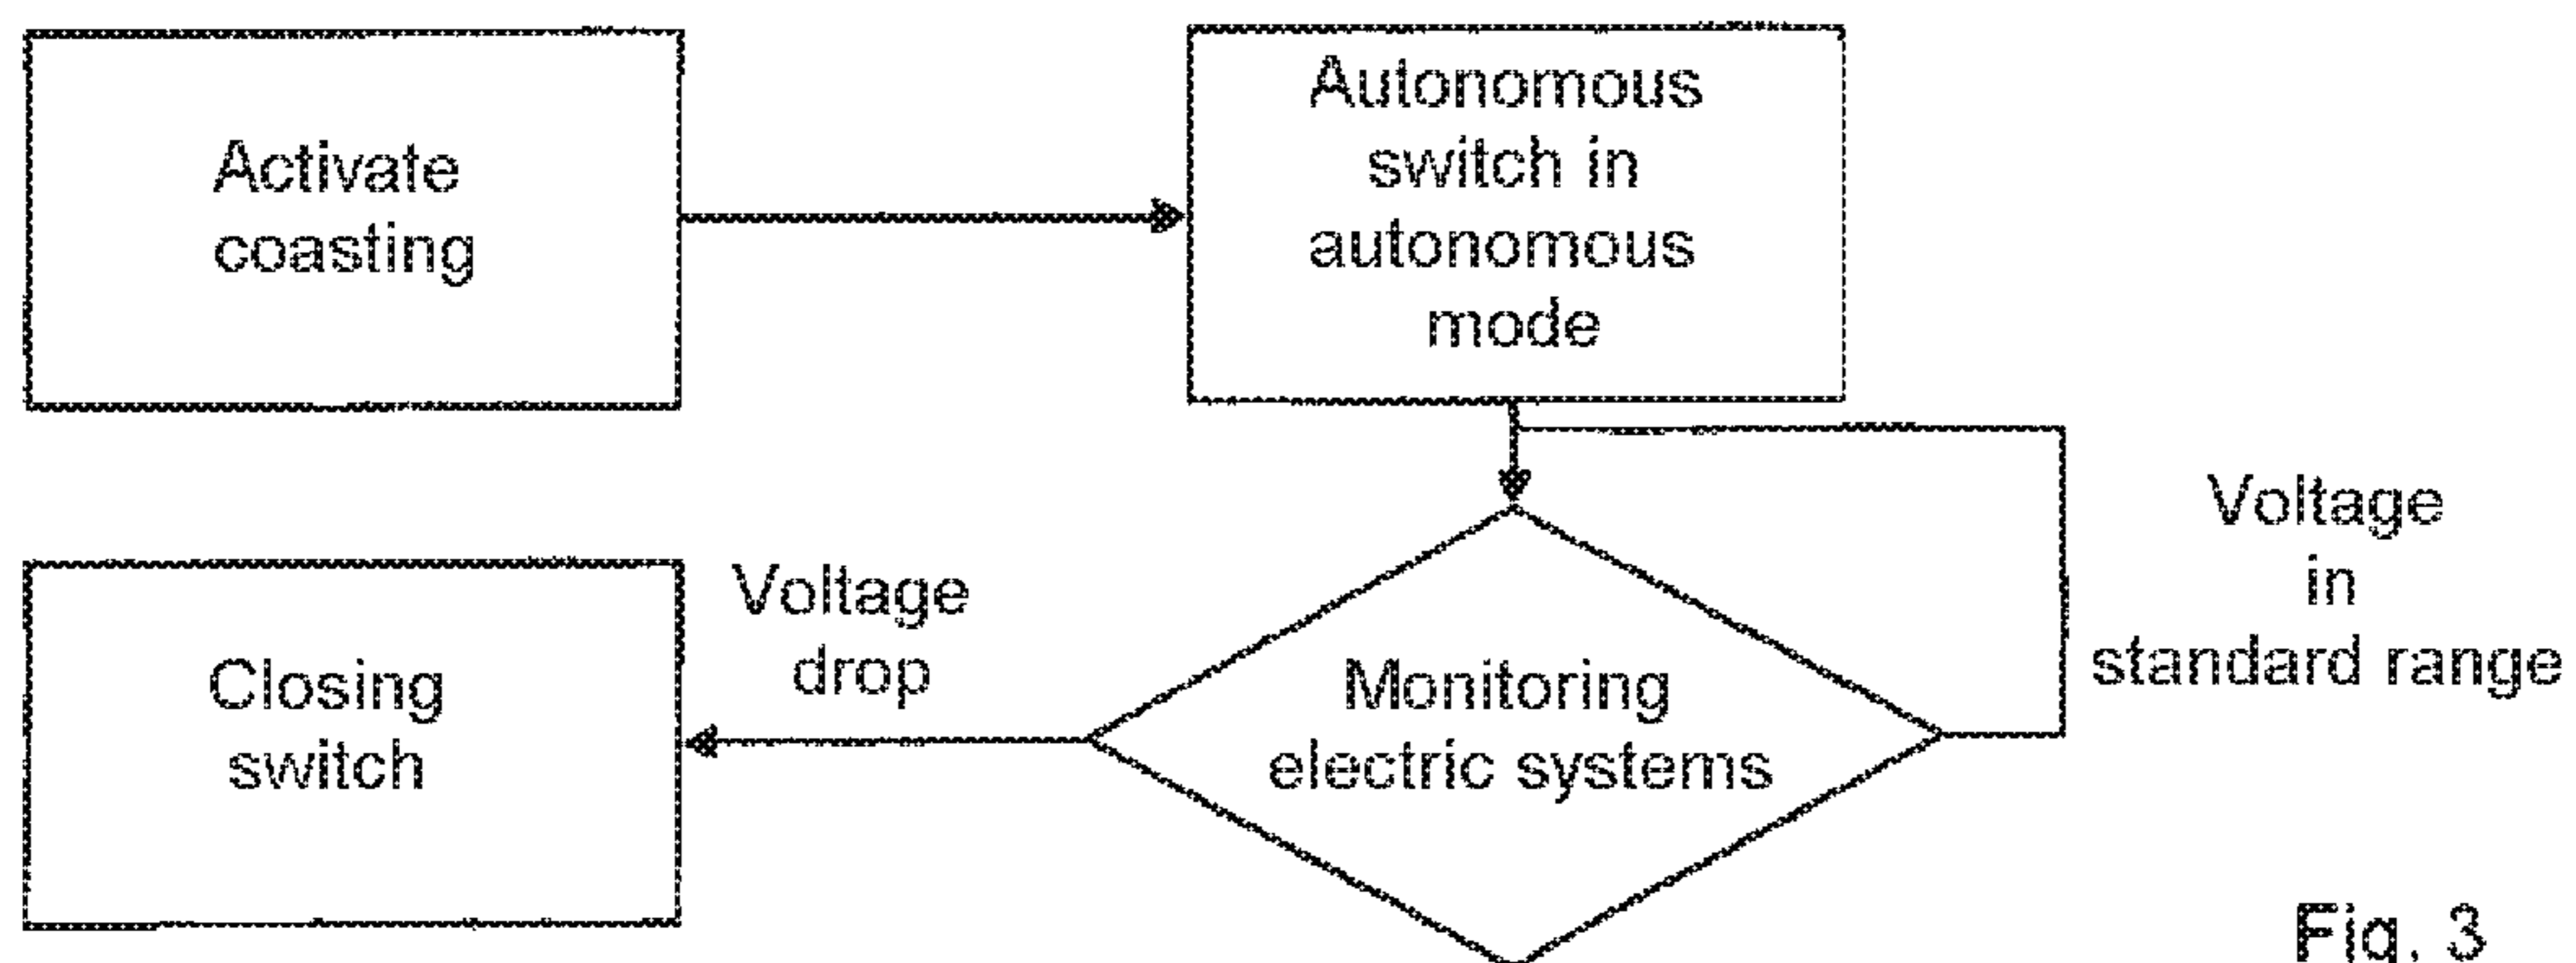 Activate
coasting
Autonomous
switch in
autonomous
mode
Voltage
in
standard range
Voltage
drop
Monitoring
electric systems
Closing
switch
Fig. 3